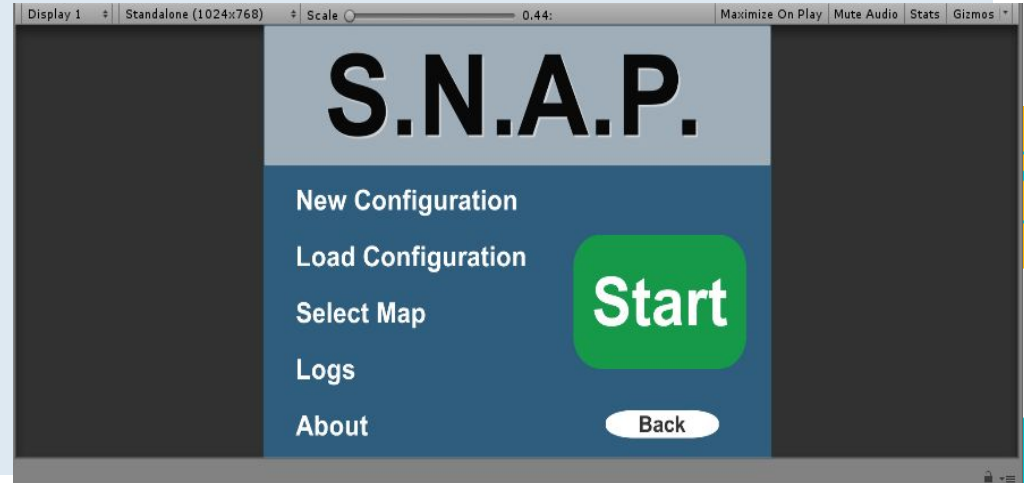 Display 1 Standalone (1024x768) Scale 0.44: Maximize On Play Mute Audio Stats Gizmos
S.N.A.P.
New Configuration
Load Configuration
Start
Select Map
Logs
About
Back